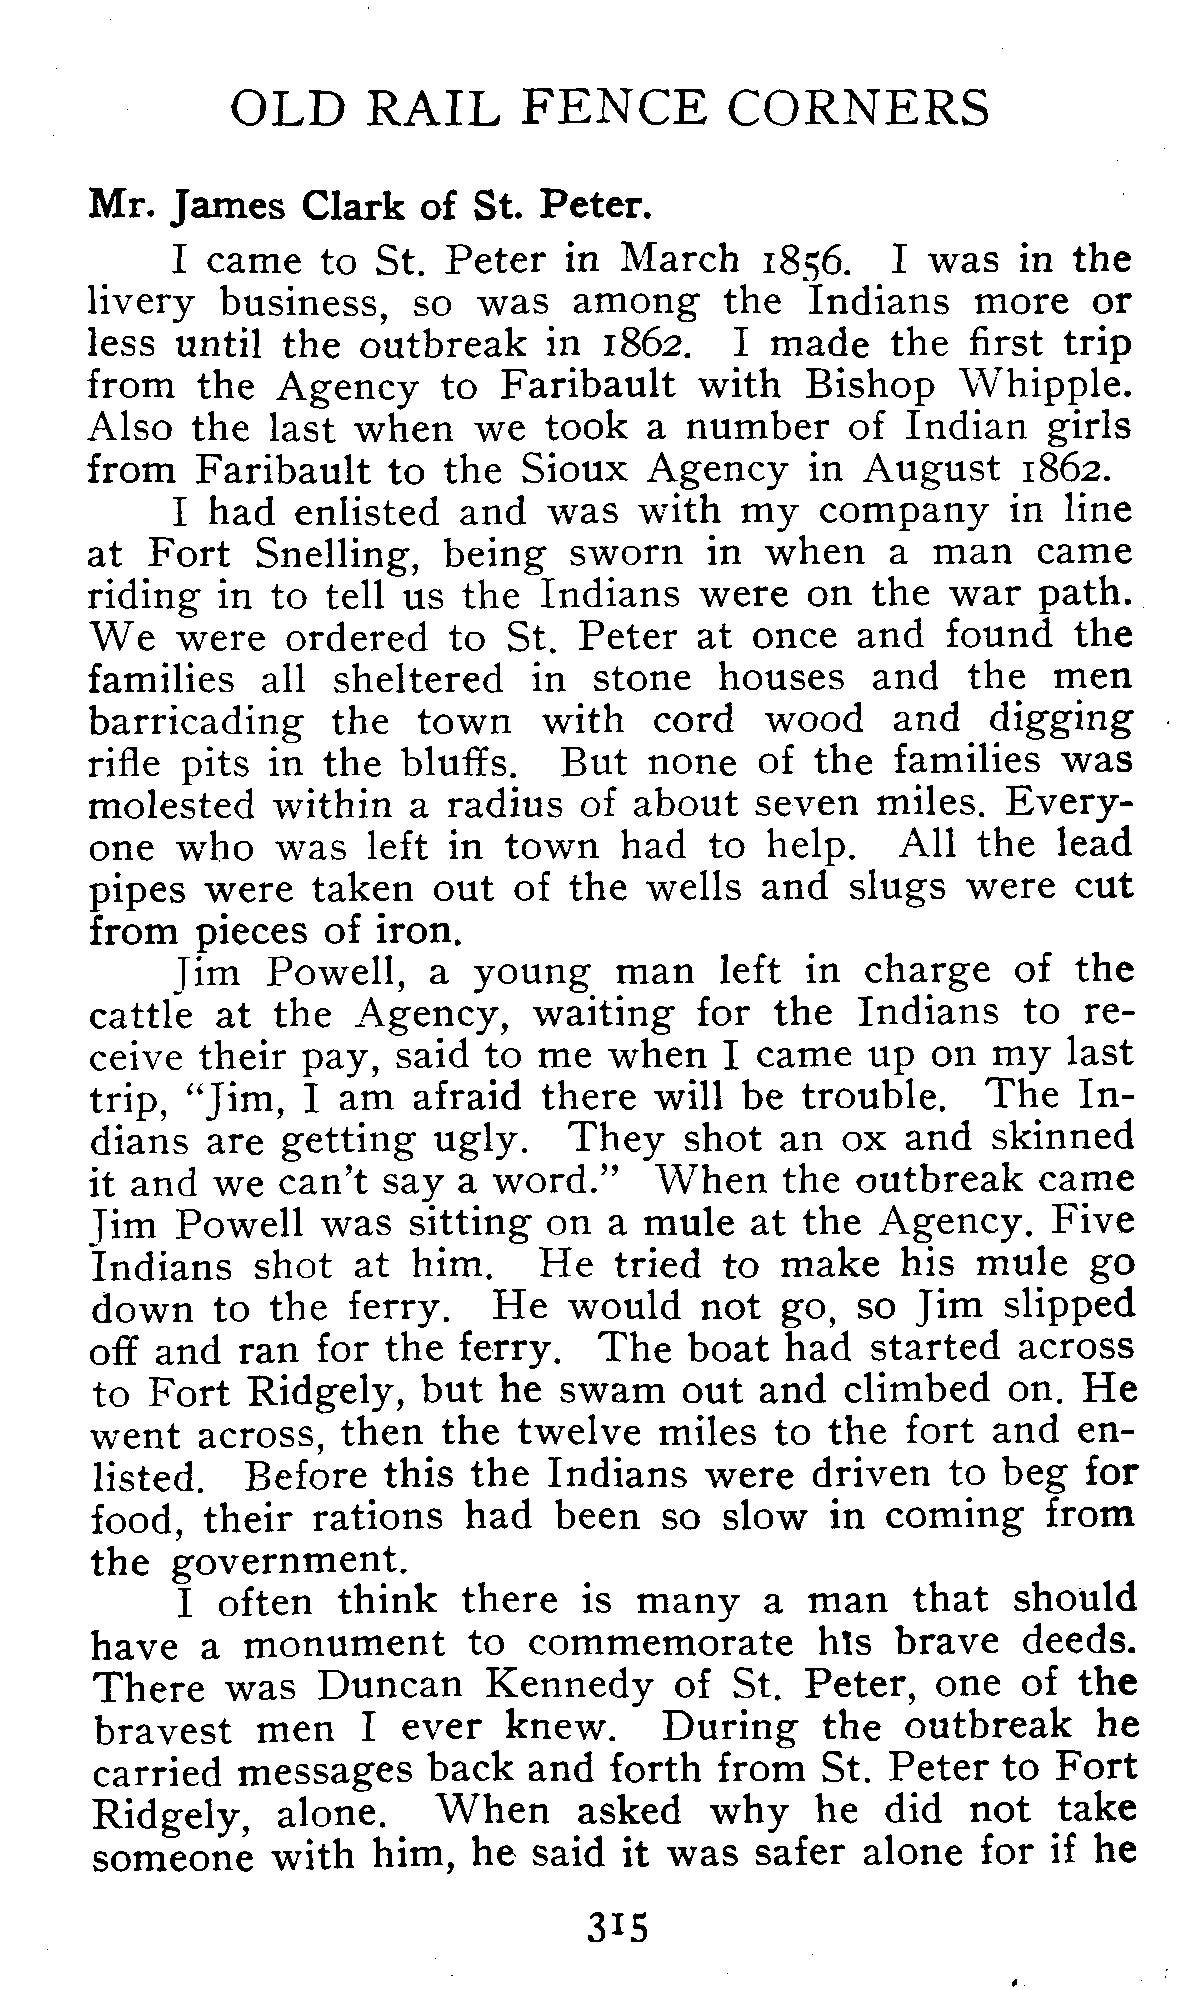 OLD RAIL FENCE CORNERS
Mr. James Clark of St. Peter.
I came to St. Peter in March 1856. I was in the
livery business, so was among the Indians more or
less until the outbreak in 1862. I made the first trip
from the Agency to Faribault with Bishop Whipple.
Also the last when we took a number of Indian girls
from Faribault to the Sioux Agency in August 1862.
I had enlisted and was with my company in line
at Fort Snelling, being sworn in when a man came
riding in to tell us the Indians were on the war path.
We were ordered to St. Peter at once and found the
families all sheltered in stone houses and the men
barricading the town with cord wood and digging
rifle pits in the bluffs. But none of the families was
molested within a radius of about seven miles. Every-
one who was left in town had to help. All the lead
pipes were taken out of the wells and slugs were cut
from pieces of iron.
Jim Powell, a young man left in charge of the
cattle at the Agency, waiting for the Indians to re-
ceive their pay, said to me when I came up on my last
trip, “Jim, I am afraid there will be trouble. The In-
dians are getting ugly. They shot an ox and skinned
it and we can’t say a word.” When the outbreak came
Jim Powell was sitting on a mule at the Agency. Five
Indians shot at him. He tried to make his mule go
down to the ferry. He would not go, so Jim slipped
off and ran for the ferry. The boat had started across
to Fort Ridgely, but he swam out and climbed on. He
went across, then the twelve miles to the fort and en-
listed. Before this the Indians were driven to beg for
food, their rations had been so slow in coming from
the government.
I often think there is many a man that should
have a monument to commemorate his brave deeds.
There was Duncan Kennedy of St. Peter, one of the
bravest men I ever knew. During the outbreak he
carried messages back and forth from St. Peter to Fort
Ridgely, alone. When asked why he did not take
someone with him, he said it was safer alone for if he
315